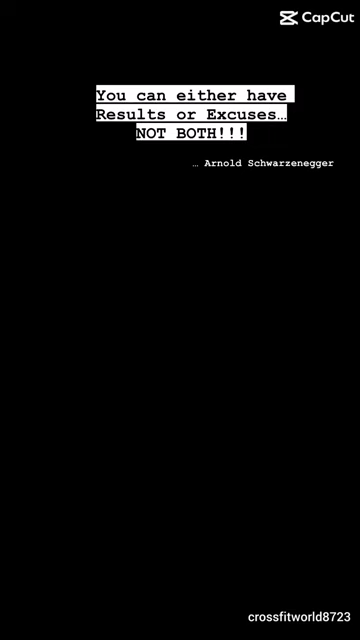 CapCut
You can either have
Results or Excuses…
NOT BOTH!!!
… Arnold Schwarzenegger
crossfitworld8723